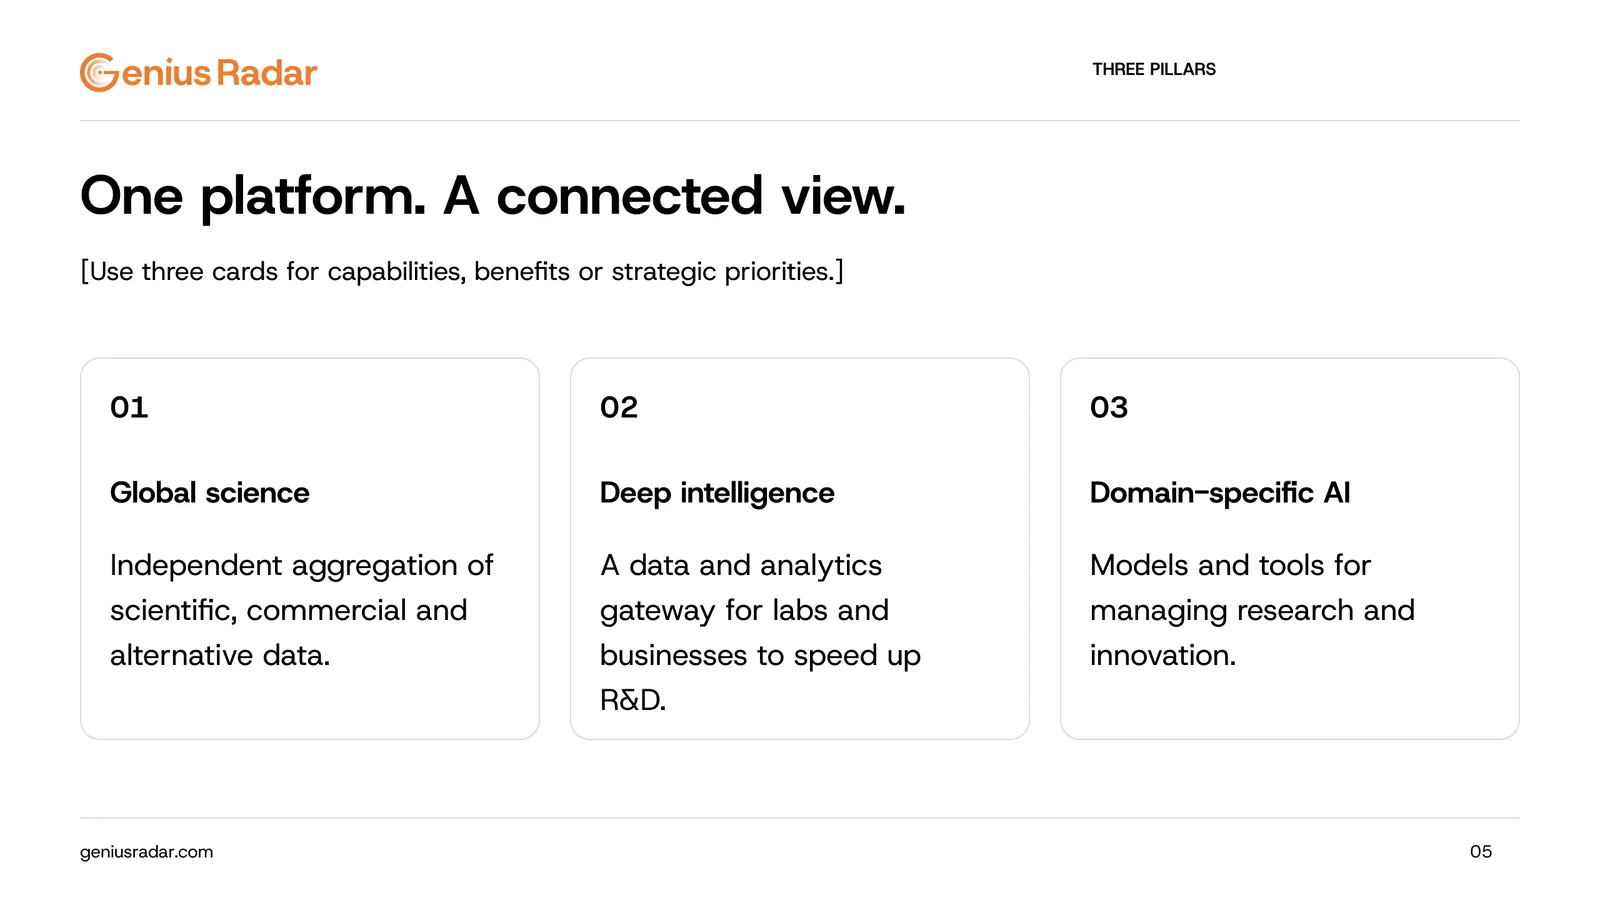 Genius Radar
THREE PILLARS
One platform. A connected view.
[Use three cards for capabilities, benefits or strategic priorities.]
01
Global science
Independent aggregation of
scientific, commercial and
alternative data.
02
Deep intelligence
A data and analytics
gateway for labs and
businesses to speed up
R&D.
03
Domain-specific AI
Models and tools for
managing research and
innovation.
geniusradar.com
05